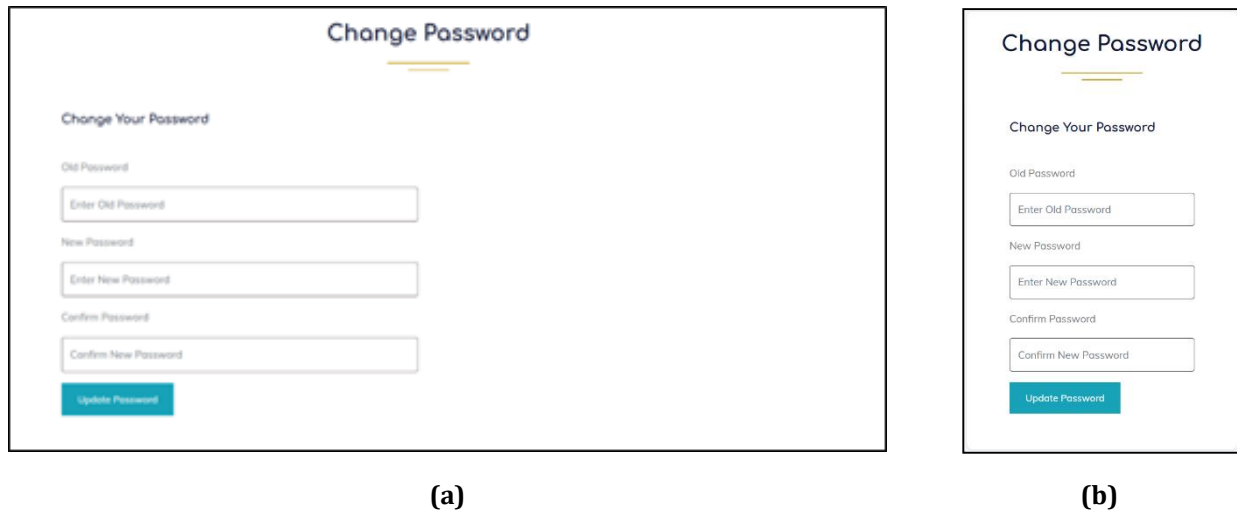 Change Password
Change Your Password
Old Password
Enter Old Password
New Password
Enter New Password
Confirm Password
Confirm New Password
Update Password
(a)
Change Password
Change Your Password
Old Password
Enter Old Password
New Password
Enter New Password
Confirm Password
Confirm New Password
Update Password
(b)